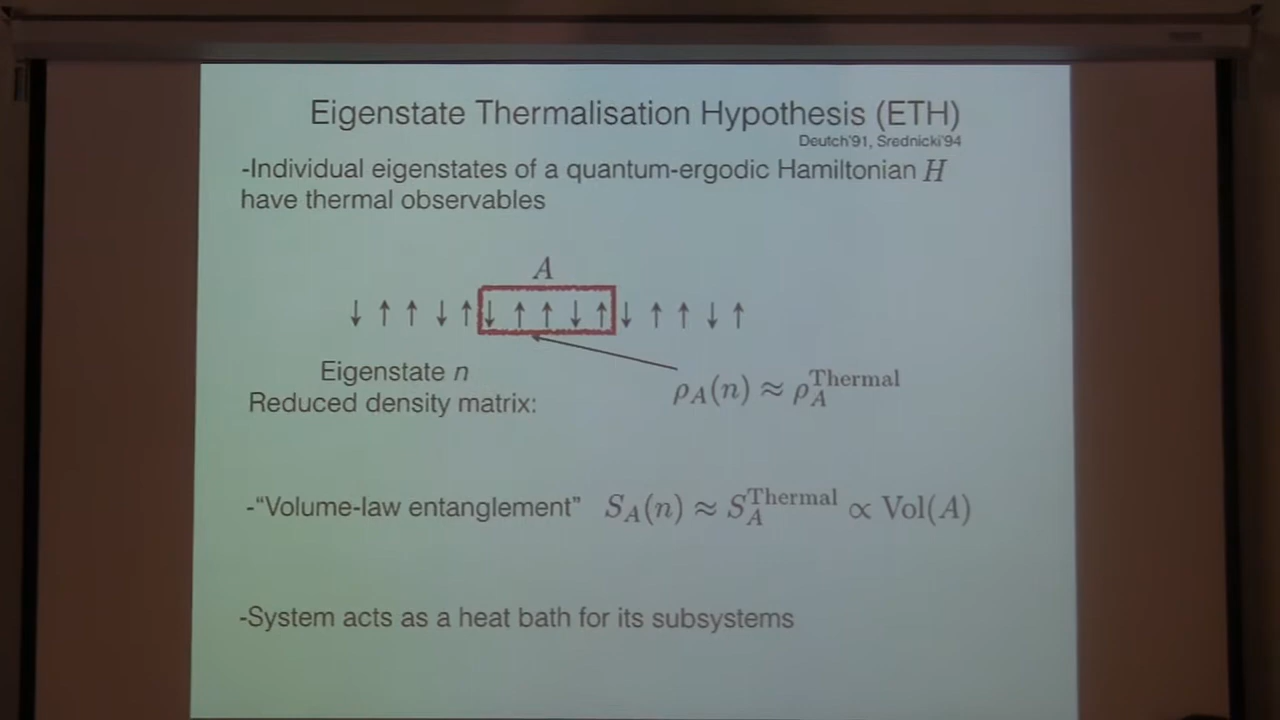 Eigenstate Thermalisation Hypothesis (ETH)
Deutch'91, Srednicki'94
-Individual eigenstates of a quantum-ergodic Hamiltonian H
have thermal observables
A
↓ ↑ ↑ ↓ ↑ ↓ ↑ ↑ ↓ ↑ ↓ ↑ ↑ ↓ ↑
Eigenstate n
Reduced density matrix:
ρ_A(n) ≈ ρ_A^Thermal
-“Volume-law entanglement” S_A(n) ≈ S_A^Thermal ∝ Vol(A)
-System acts as a heat bath for its subsystems